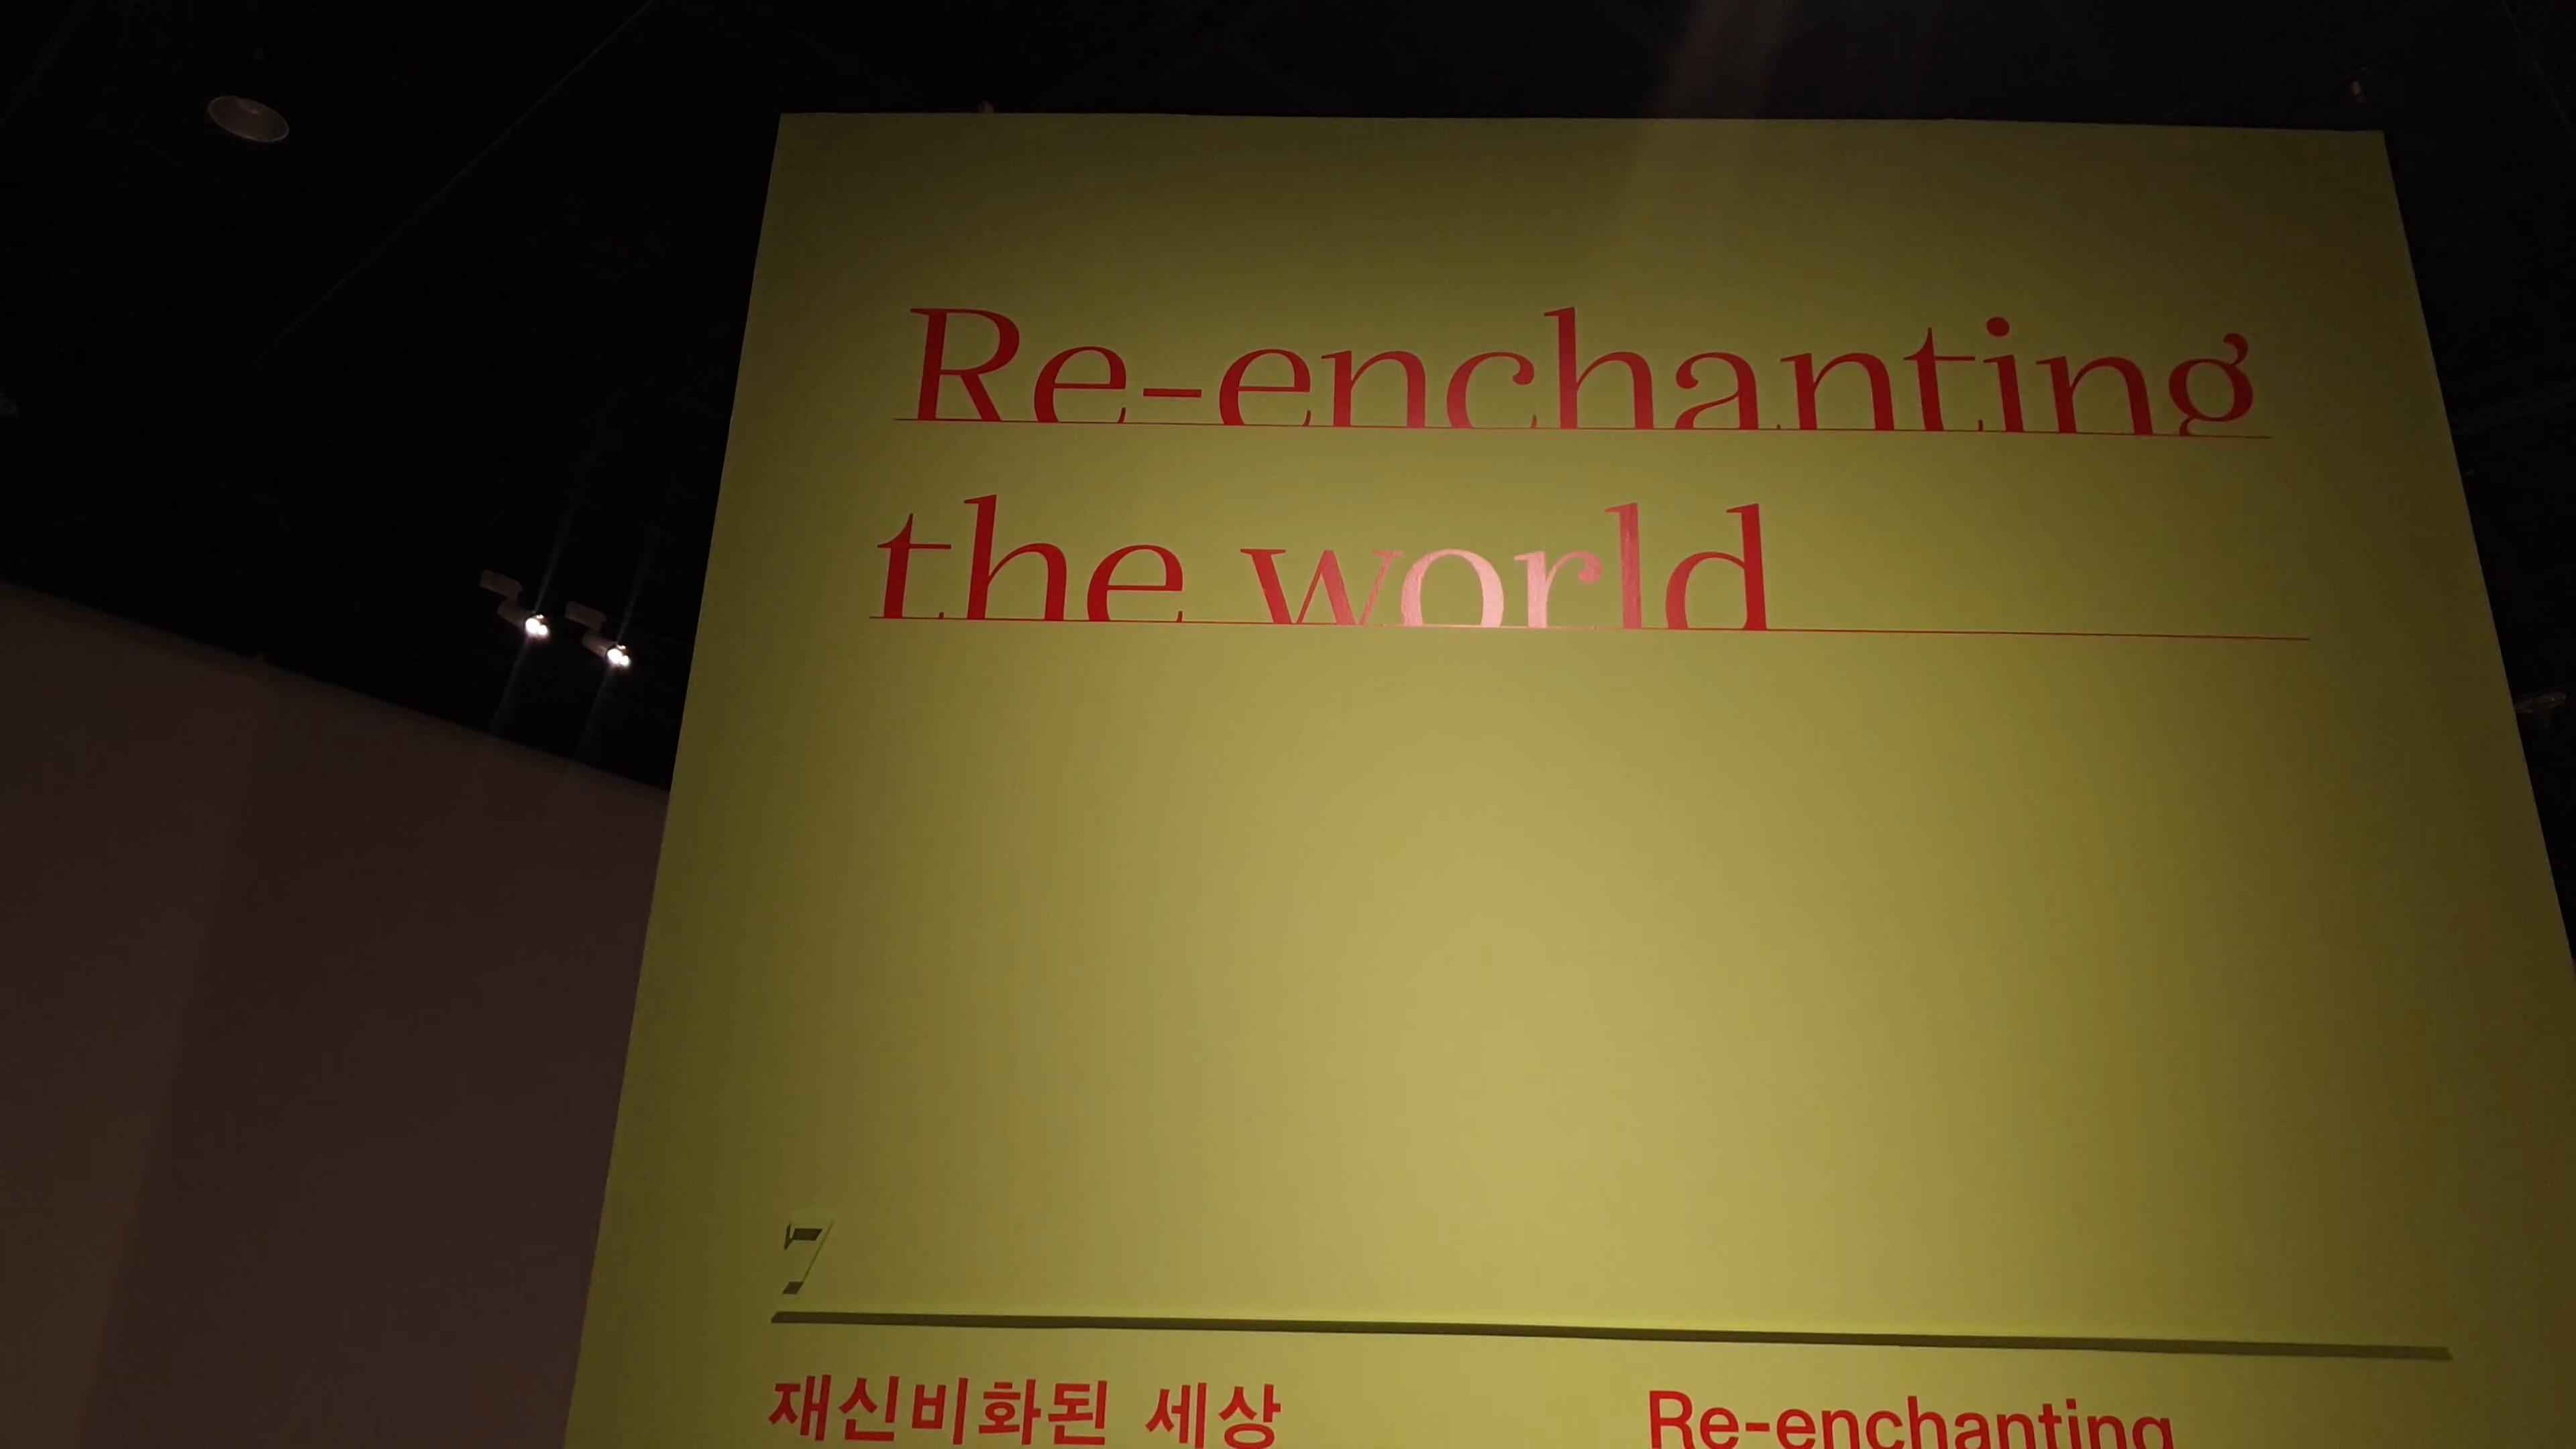 Re-enchanting
the world
7
재신비화된 세상
Re-enchanting